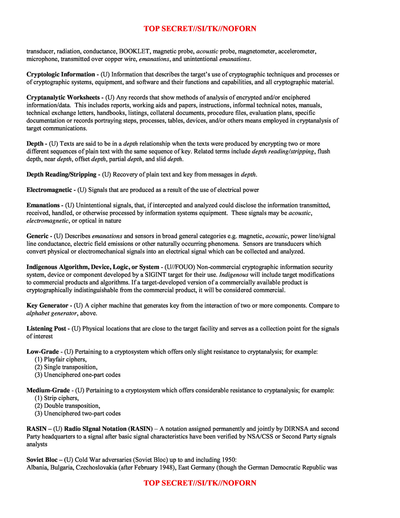 TOP SECRET//SI/TK//NOFORN
transducer, radiation, conductance, BOOKLET, magnetic probe, acoustic probe, magnetometer, accelerometer,
microphone, transmitted over copper wire, emanations, and unintentional emanations.
Cryptologic Information - (U) Information that describes the target's use of cryptographic techniques and processes or
of cryptographic systems, equipment, and software and their functions and capabilities, and all cryptographic material.
Cryptanalytic Worksheets - (U) Any records that show methods of analysis of encrypted and/or enciphered
information/data. This includes reports, working aids and papers, instructions, informal technical notes, manuals,
technical exchange letters, handbooks, listings, collateral documents, procedure files, evaluation plans, specific
documentation or records portraying steps, processes, tables, devices, and/or others means employed in cryptanalysis of
target communications.
Depth - (U) Texts are said to be in a depth relationship when the texts were produced by encrypting two or more
different sequences of plain text with the same sequence of key. Related terms include depth reading/stripping, flush
depth, near depth, offset depth, partial depth, and slid depth.
Depth Reading/Stripping - (U) Recovery of plain text and key from messages in depth.
Electromagnetic - (U) Signals that are produced as a result of the use of electrical power
Emanations - (U) Unintentional signals, that, if intercepted and analyzed could disclose the information transmitted,
received, handled, or otherwise processed by information systems equipment. These signals may be acoustic,
electromagnetic, or optical in nature
Generic - (U) Describes emanations and sensors in broad general categories e.g. magnetic, acoustic, power line/signal
line conductance, electric field emissions or other naturally occurring phenomena. Sensors are transducers which
convert physical or electromechanical signals into an electrical signal which can be collected and analyzed.
Indigenous Algorithm, Device, Logic, or System - (U//FOUO) Non-commercial cryptographic information security
system, device or component developed by a SIGINT target for their use. Indigenous will include target modifications
to commercial products and algorithms. If a target-developed version of a commercially available product is
cryptographically indistinguishable from the commercial product, it will be considered commercial.
Key Generator - (U) A cipher machine that generates key from the interaction of two or more components. Compare to
alphabet generator, above.
Listening Post - (U) Physical locations that are close to the target facility and serves as a collection point for the signals
of interest
Low-Grade - (U) Pertaining to a cryptosystem which offers only slight resistance to cryptanalysis; for example:
(1) Playfair ciphers,
(2) Single transposition,
(3) Unenciphered one-part codes
Medium-Grade - (U) Pertaining to a cryptosystem which offers considerable resistance to cryptanalysis; for example:
(1) Strip ciphers,
(2) Double transposition,
(3) Unenciphered two-part codes
RASIN – (U) Radio SIgnal Notation (RASIN) – A notation assigned permanently and jointly by DIRNSA and second
Party headquarters to a signal after basic signal characteristics have been verified by NSA/CSS or Second Party signals
analysts
Soviet Bloc – (U) Cold War adversaries (Soviet Bloc) up to and including 1950:
Albania, Bulgaria, Czechoslovakia (after February 1948), East Germany (though the German Democratic Republic was
TOP SECRET//SI/TK//NOFORN